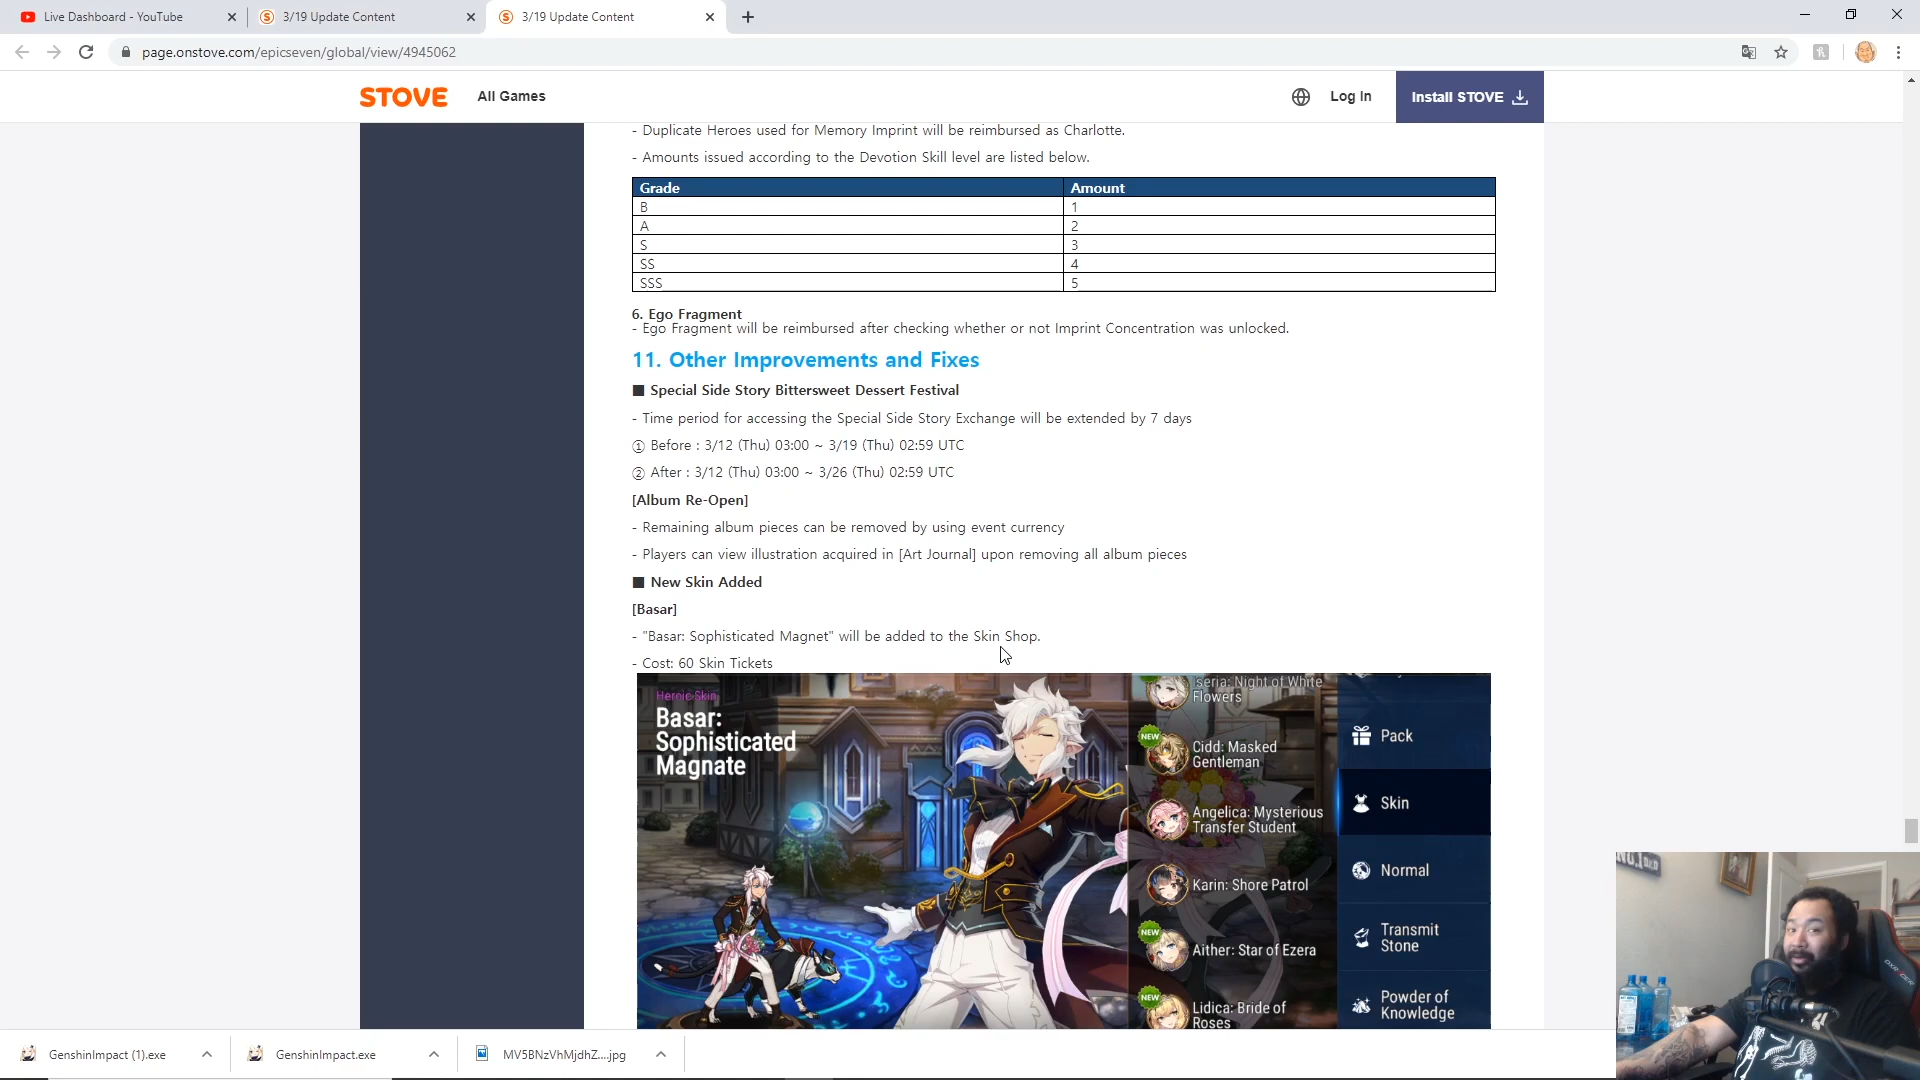 Live Dashboard - YouTube
3/19 Update Content
3/19 Update Content
page.onstove.com/epicseven/global/view/4945062
STOVE
All Games
Log In
Install STOVE
- Duplicate Heroes used for Memory Imprint will be reimbursed as Charlotte.
- Amounts issued according to the Devotion Skill level are listed below.
Grade Amount
B 1
A 2
S 3
SS 4
SSS 5
6. Ego Fragment
- Ego Fragment will be reimbursed after checking whether or not Imprint Concentration was unlocked.
11. Other Improvements and Fixes
■ Special Side Story Bittersweet Dessert Festival
- Time period for accessing the Special Side Story Exchange will be extended by 7 days
① Before : 3/12 (Thu) 03:00 ~ 3/19 (Thu) 02:59 UTC
② After : 3/12 (Thu) 03:00 ~ 3/26 (Thu) 02:59 UTC
[Album Re-Open]
- Remaining album pieces can be removed by using event currency
- Players can view illustration acquired in [Art Journal] upon removing all album pieces
■ New Skin Added
[Basar]
- "Basar: Sophisticated Magnet" will be added to the Skin Shop.
- Cost: 60 Skin Tickets
Heroic Skin
Basar:
Sophisticated
Magnate
seria: Night of White
Flowers
NEW
Cidd: Masked
Gentleman
Angelica: Mysterious
Transfer Student
Karin: Shore Patrol
NEW
Aither: Star of Ezera
NEW
Lidica: Bride of
Roses
Pack
Skin
Normal
Transmit
Stone
Powder of
Knowledge
GenshinImpact (1).exe
GenshinImpact.exe
MV5BNzVhMjdhZ....jpg